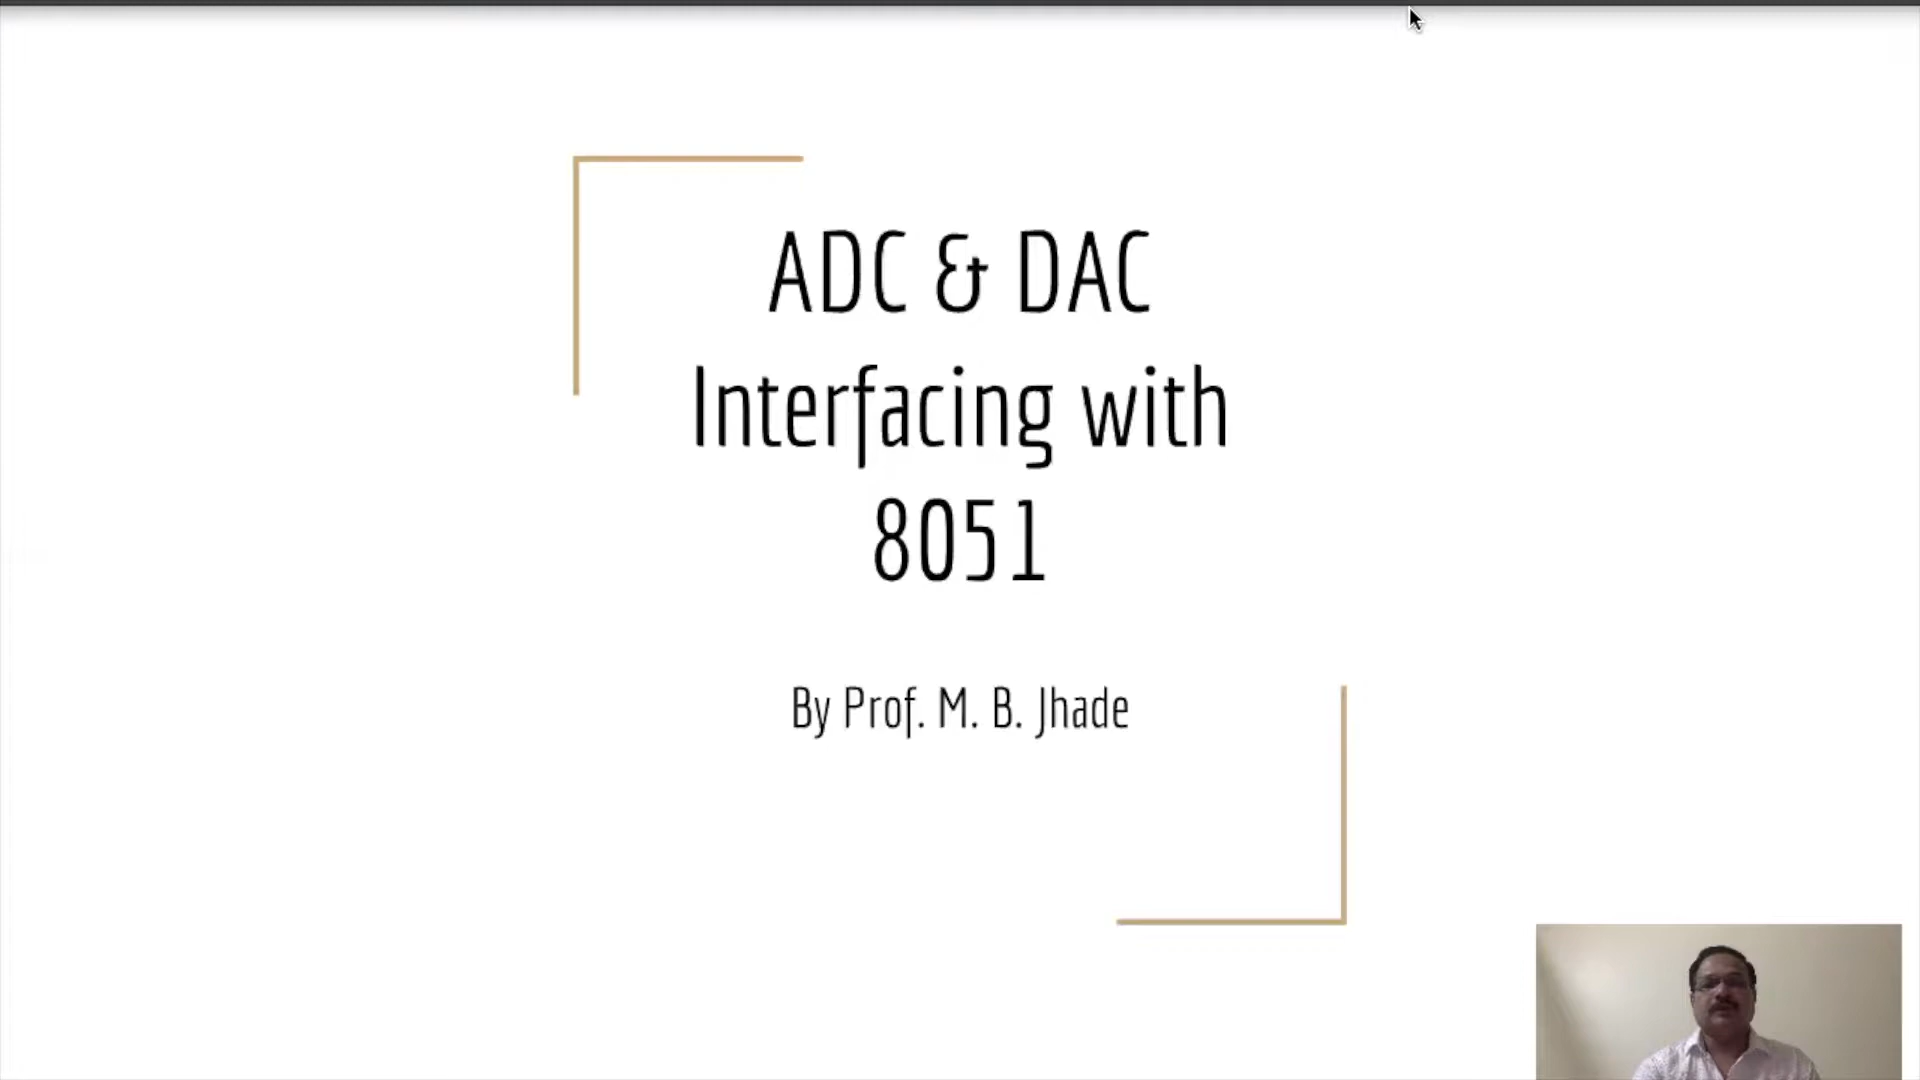 ADC & DAC
Interfacing with
8051
By Prof. M. B. Jhade